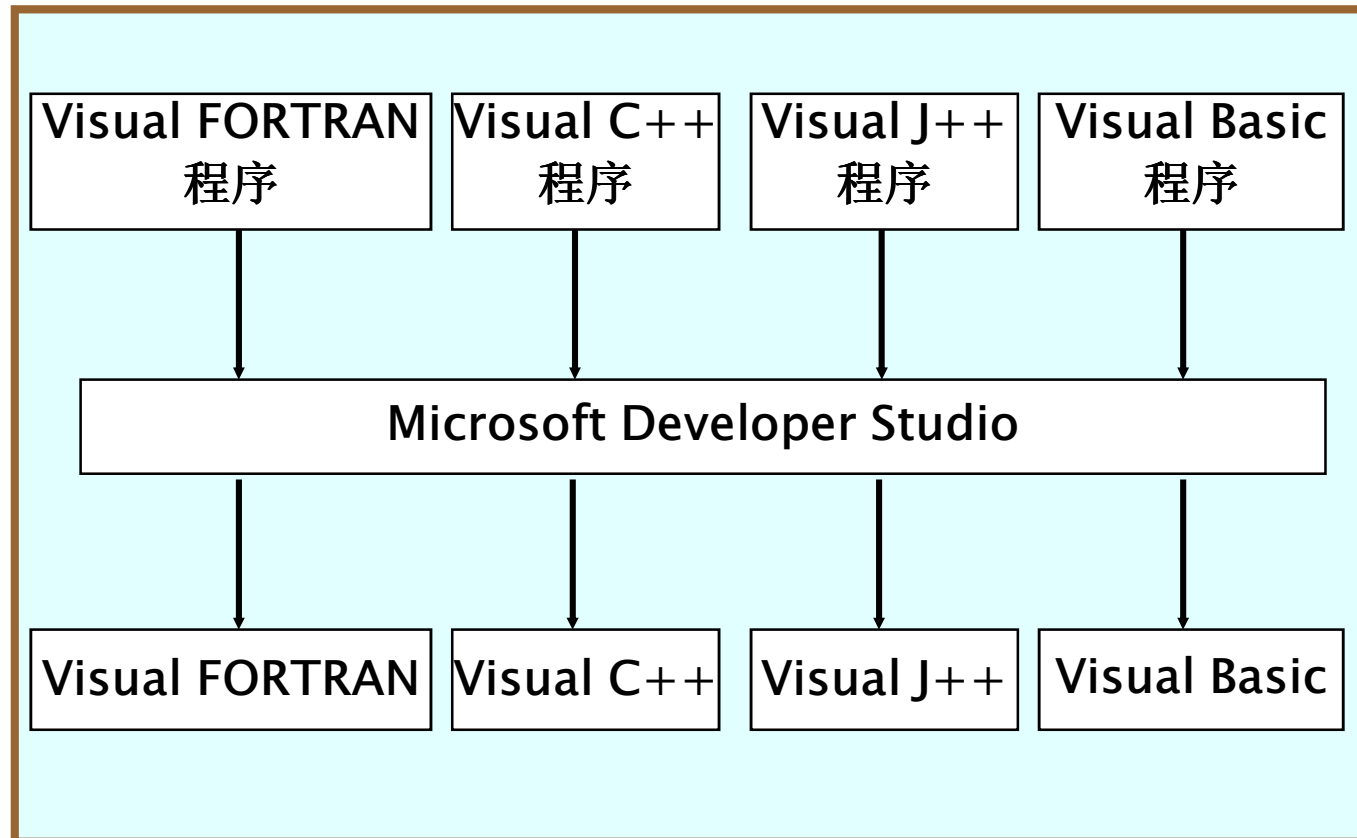 Visual FORTRAN
程序
Visual C++
程序
Visual J++
程序
Visual Basic
程序
Microsoft Developer Studio
Visual FORTRAN
Visual C++
Visual J++
Visual Basic